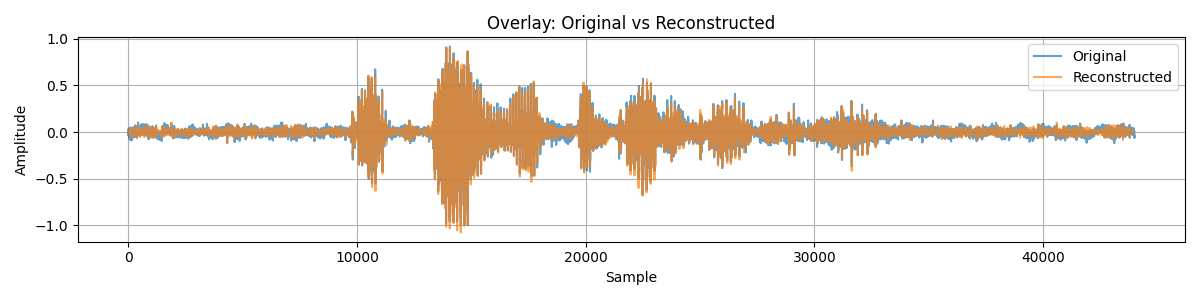 Overlay: Original vs Reconstructed
Original
Reconstructed
Amplitude
1.0
0.5
0.0
−0.5
−1.0
0 10000 20000 30000 40000
Sample